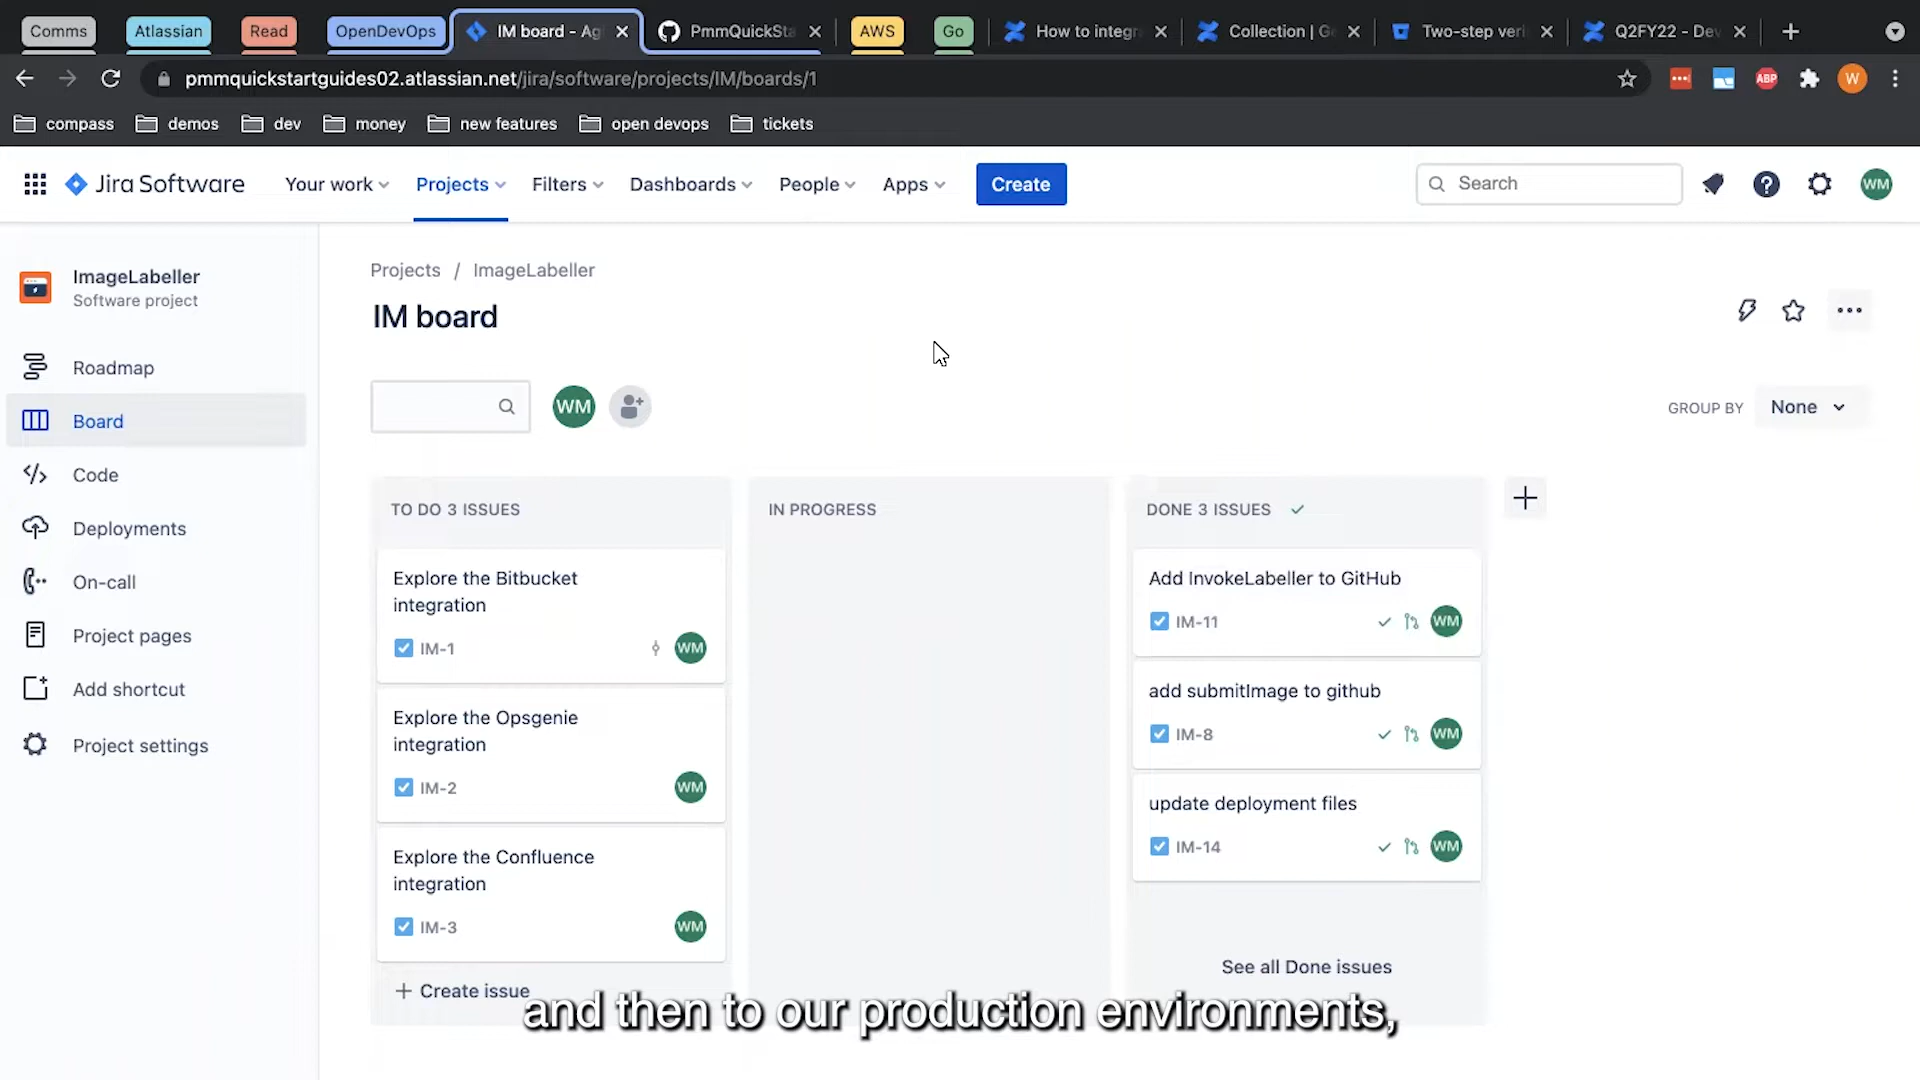 Comms
Atlassian
Read
OpenDevOps
IM board - Ag
PmmQuickSta
AWS
Go
How to integr
Collection | Ge
Two-step veri
Q2FY22 - Dev
pmmquickstartguides02.atlassian.net/jira/software/projects/IM/boards/1
ABP
W
compass
demos
dev
money
new features
open devops
tickets
Jira Software
Your work
Projects
Filters
Dashboards
People
Apps
Create
Search
WM
ImageLabeller
Software project
Roadmap
Board
Code
Deployments
On-call
Project pages
Add shortcut
Project settings
Projects / ImageLabeller
IM board
WM
GROUP BY
None
TO DO 3 ISSUES
Explore the Bitbucket
integration
IM-1
WM
Explore the Opsgenie
integration
IM-2
WM
Explore the Confluence
integration
IM-3
WM
Create issue
IN PROGRESS
DONE 3 ISSUES
Add InvokeLabeller to GitHub
IM-11
WM
add submitImage to github
IM-8
WM
update deployment files
IM-14
WM
See all Done issues
and then to our production environments,